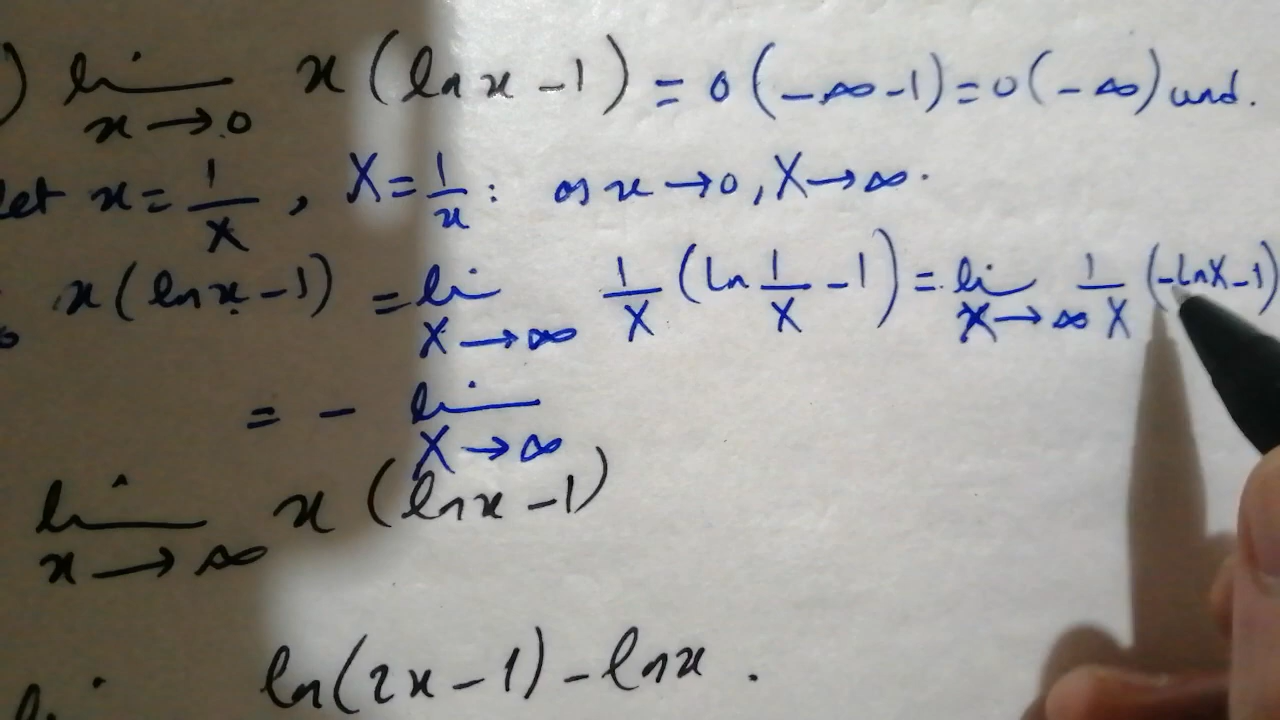 ) lim x→0 x(ln x − 1) = 0(−∞−1) = 0(−∞) und.
let x = 1/X , X = 1/x : as x→0, X→∞.
x(ln x − 1) = lim X→∞ 1/X (ln 1/X − 1) = lim X→∞ 1/X (−ln X − 1)
= − lim X→∞
lim x→∞ x(ln x − 1)
ln(2x − 1) − ln x .